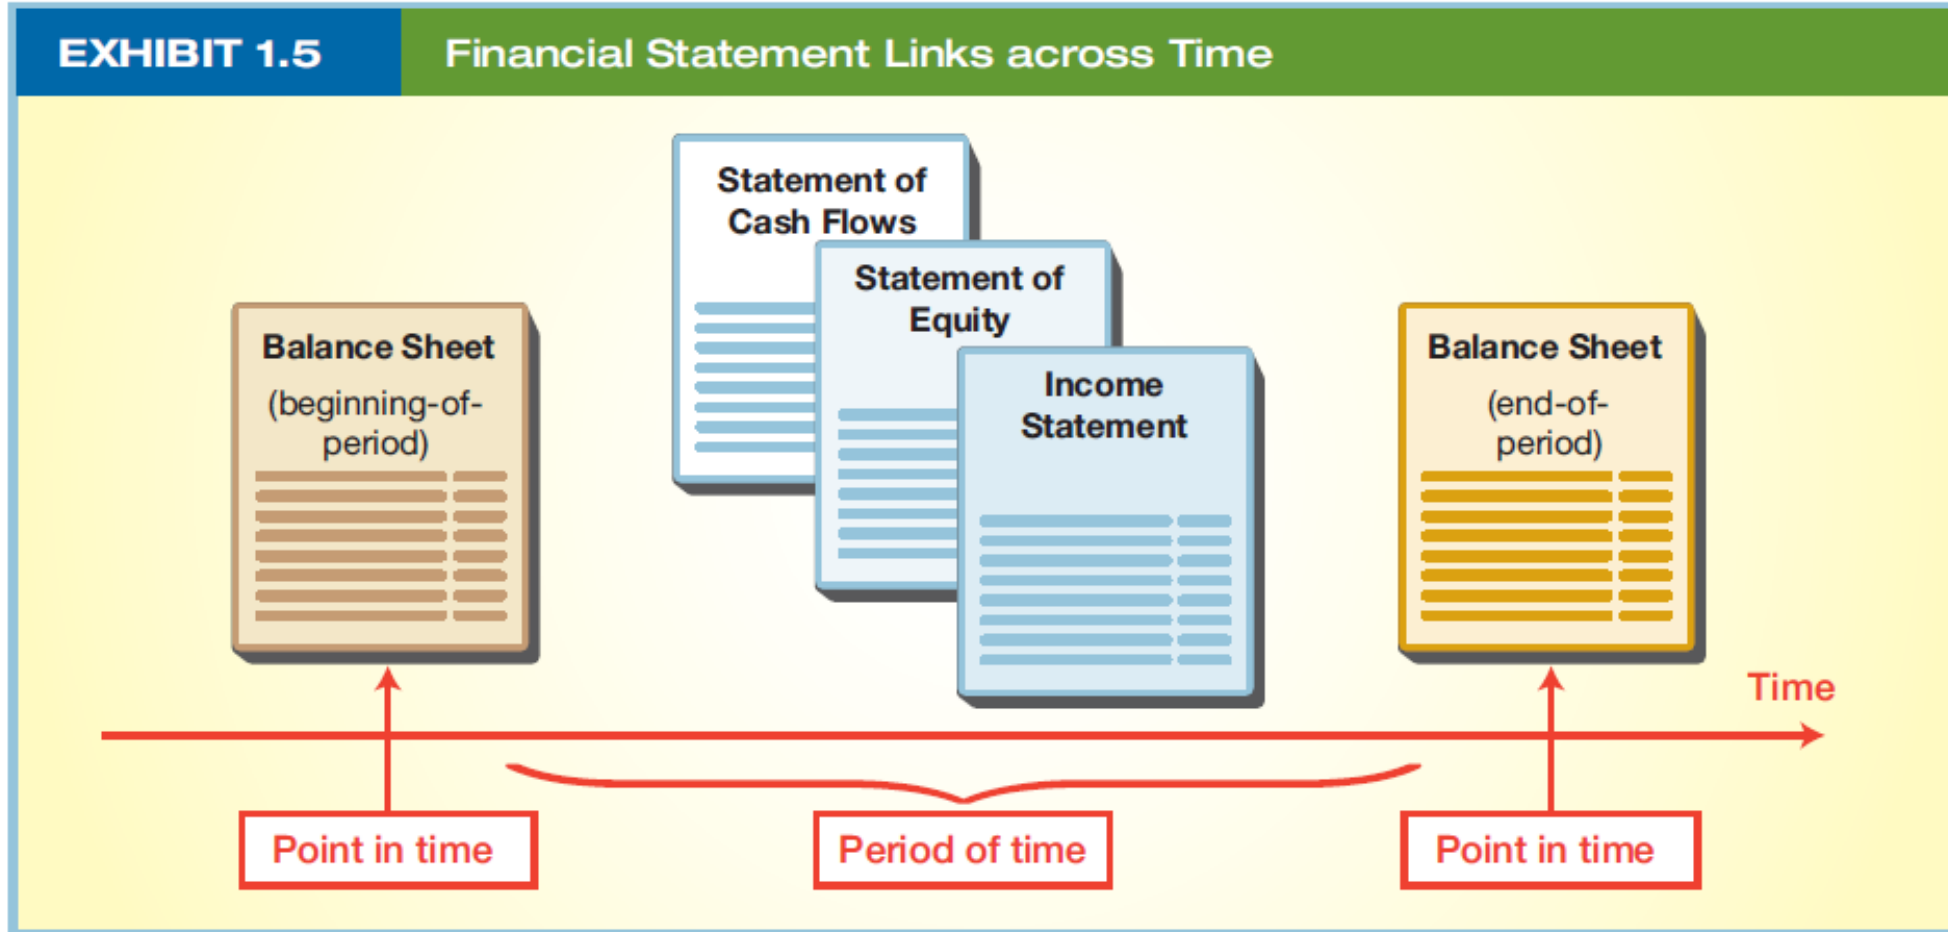 EXHIBIT 1.5
Financial Statement Links across Time
Statement of
Cash Flows
Statement of
Equity
Balance Sheet
(beginning-of-
period)
Income
Statement
Balance Sheet
(end-of-
period)
Time
Point in time
Period of time
Point in time